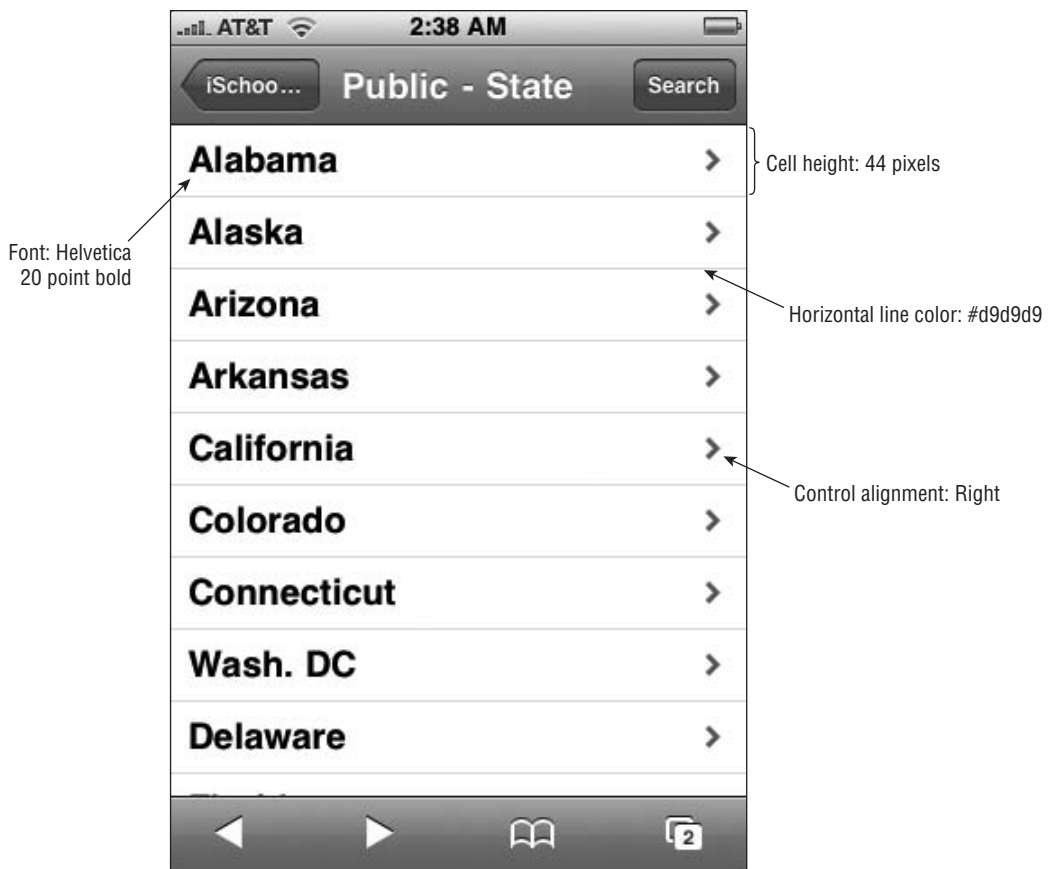 AT&T 2:38 AM
iSchoo... Public - State Search
Alabama
Cell height: 44 pixels
Alaska
Font: Helvetica
20 point bold
Arizona
Horizontal line color: #d9d9d9
Arkansas
California
Control alignment: Right
Colorado
Connecticut
Wash. DC
Delaware
2